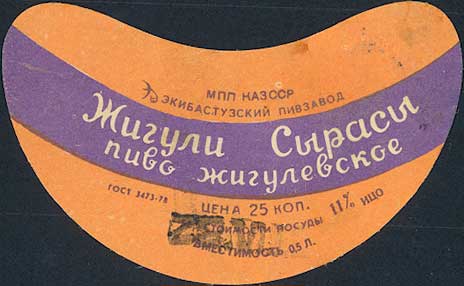 МПП КАЗССР
ЭКИБАСТУЗСКИЙ ПИВЗАВОД
Жигули Сырасы
пиво жигулевское
ГОСТ 3473-78
ЦЕНА 25 КОП. 11% ИЦО
СТОИМОСТИ ПОСУДЫ
ВМЕСТИМОСТЬ 0,5 Л.